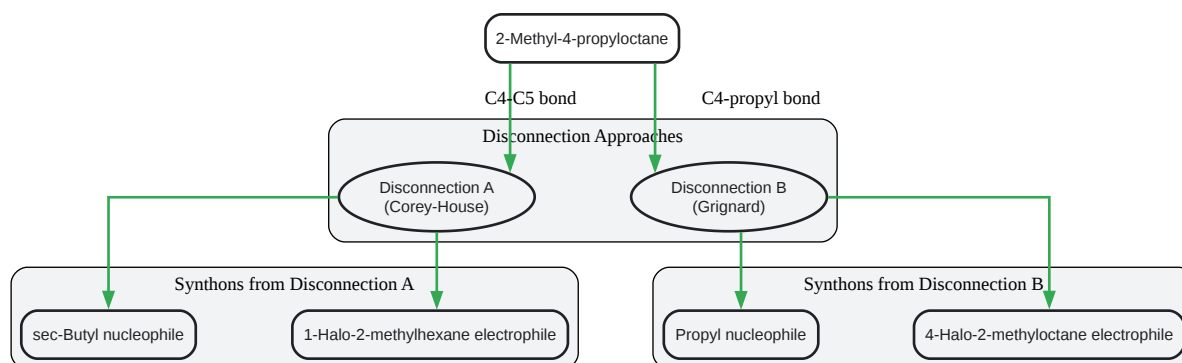 2-Methyl-4-propyloctane
C4-C5 bond
C4-propyl bond
Disconnection Approaches
Disconnection A
(Corey-House)
Disconnection B
(Grignard)
Synthons from Disconnection A
Synthons from Disconnection B
sec-Butyl nucleophile
1-Halo-2-methylhexane electrophile
Propyl nucleophile
4-Halo-2-methyloctane electrophile